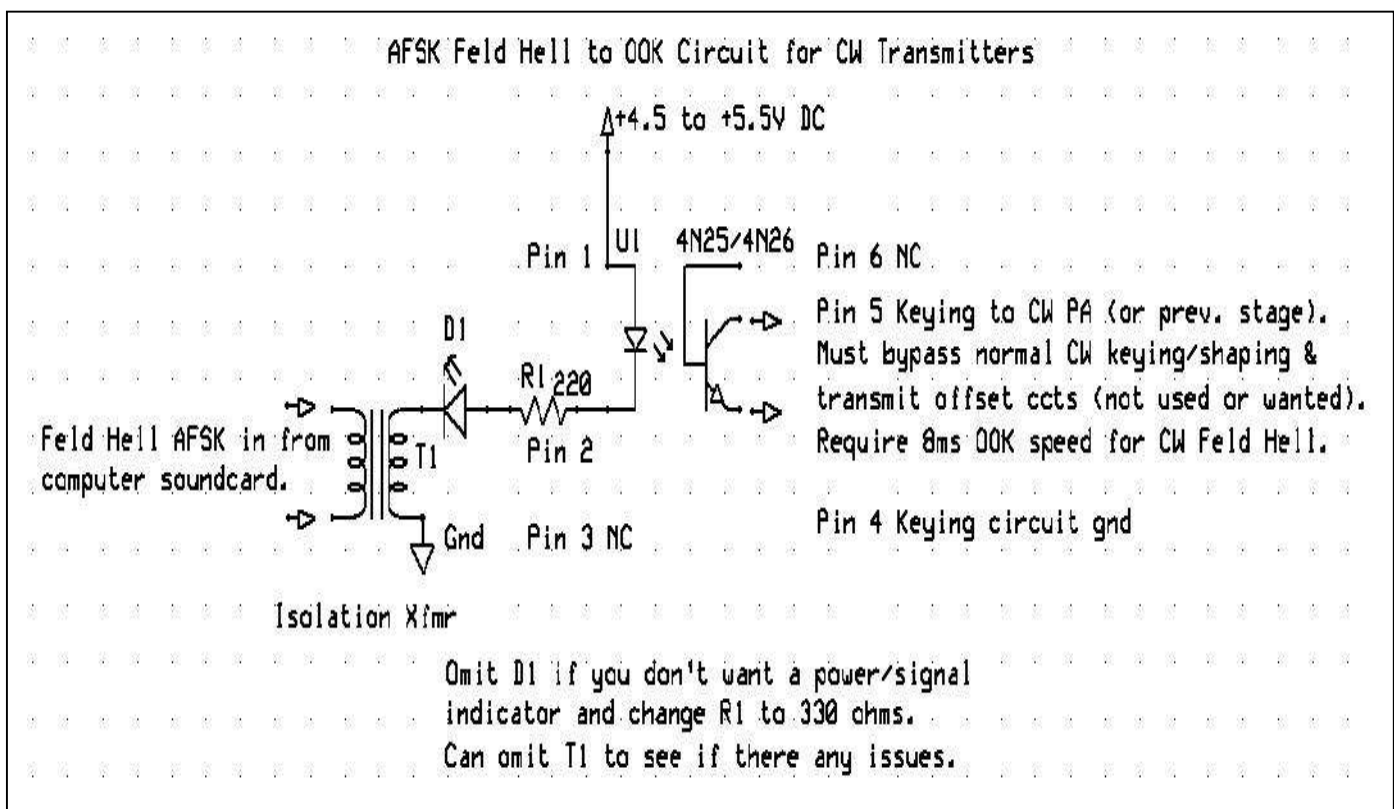 AFSK Feld Hell to OOK Circuit for CW Transmitters
+4.5 to +5.5V DC
Pin 1
U1
4N25/4N26
Pin 6 NC
D1
R1 220
Pin 5 Keying to CW PA (or prev. stage).
Must bypass normal CW keying/shaping &
transmit offset ccts (not used or wanted).
Require 8ms OOK speed for CW Feld Hell.
Feld Hell AFSK in from
computer soundcard.
T1
Pin 2
Gnd
Pin 3 NC
Pin 4 Keying circuit gnd
Isolation Xfmr
Omit D1 if you don't want a power/signal
indicator and change R1 to 330 ohms.
Can omit T1 to see if there any issues.